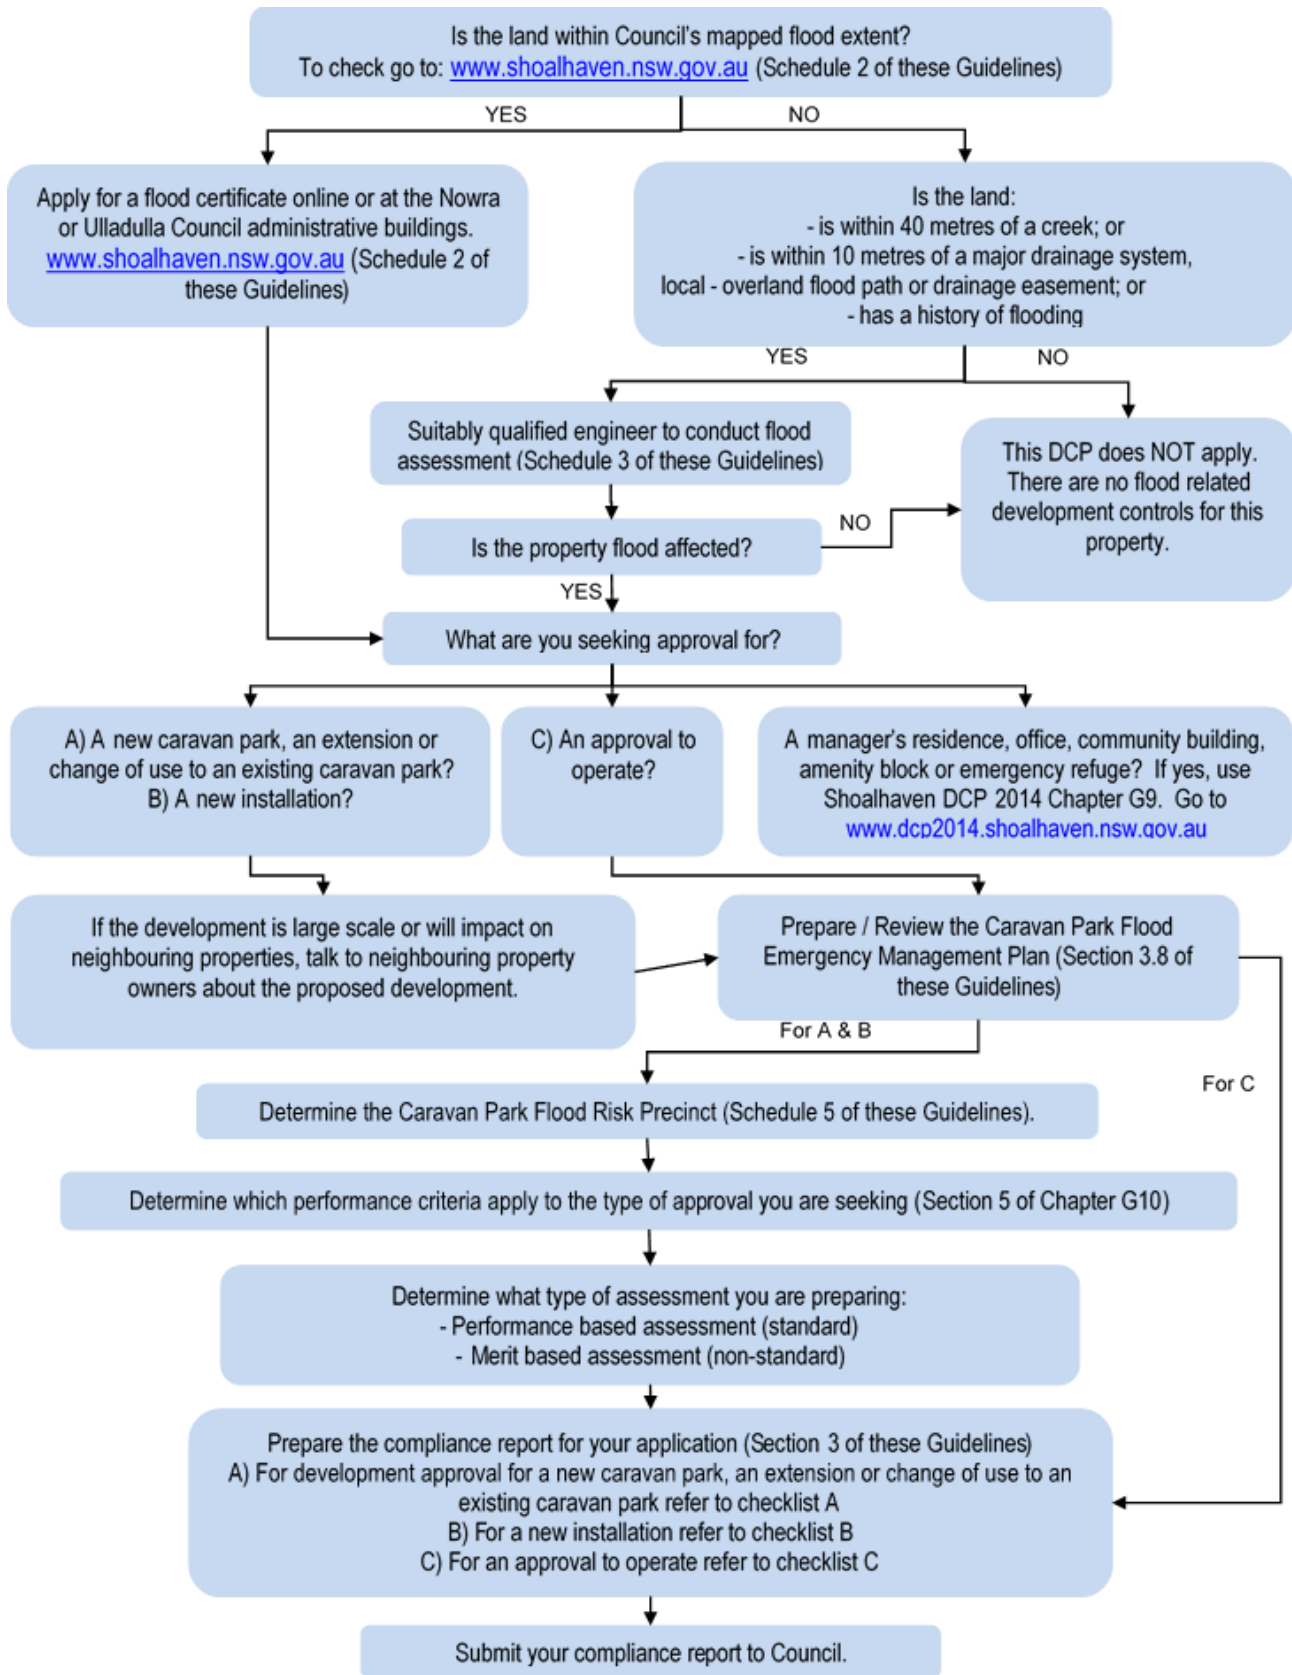 Is the land within Council's mapped flood extent?
To check go to: www.shoalhaven.nsw.gov.au (Schedule 2 of these Guidelines)
YES
NO
Apply for a flood certificate online or at the Nowra
or Ulladulla Council administrative buildings.
www.shoalhaven.nsw.gov.au (Schedule 2 of
these Guidelines)
Is the land:
- is within 40 metres of a creek; or
- is within 10 metres of a major drainage system,
local - overland flood path or drainage easement; or
- has a history of flooding
YES
NO
Suitably qualified engineer to conduct flood
assessment (Schedule 3 of these Guidelines)
This DCP does NOT apply.
There are no flood related
development controls for this
property.
Is the property flood affected?
NO
YES
What are you seeking approval for?
A) A new caravan park, an extension or
change of use to an existing caravan park?
B) A new installation?
C) An approval to
operate?
A manager's residence, office, community building,
amenity block or emergency refuge? If yes, use
Shoalhaven DCP 2014 Chapter G9. Go to
www.dcp2014.shoalhaven.nsw.gov.au
If the development is large scale or will impact on
neighbouring properties, talk to neighbouring property
owners about the proposed development.
Prepare / Review the Caravan Park Flood
Emergency Management Plan (Section 3.8 of
these Guidelines)
For A & B
For C
Determine the Caravan Park Flood Risk Precinct (Schedule 5 of these Guidelines).
Determine which performance criteria apply to the type of approval you are seeking (Section 5 of Chapter G10)
Determine what type of assessment you are preparing:
- Performance based assessment (standard)
- Merit based assessment (non-standard)
Prepare the compliance report for your application (Section 3 of these Guidelines)
A) For development approval for a new caravan park, an extension or change of use to an
existing caravan park refer to checklist A
B) For a new installation refer to checklist B
C) For an approval to operate refer to checklist C
Submit your compliance report to Council.